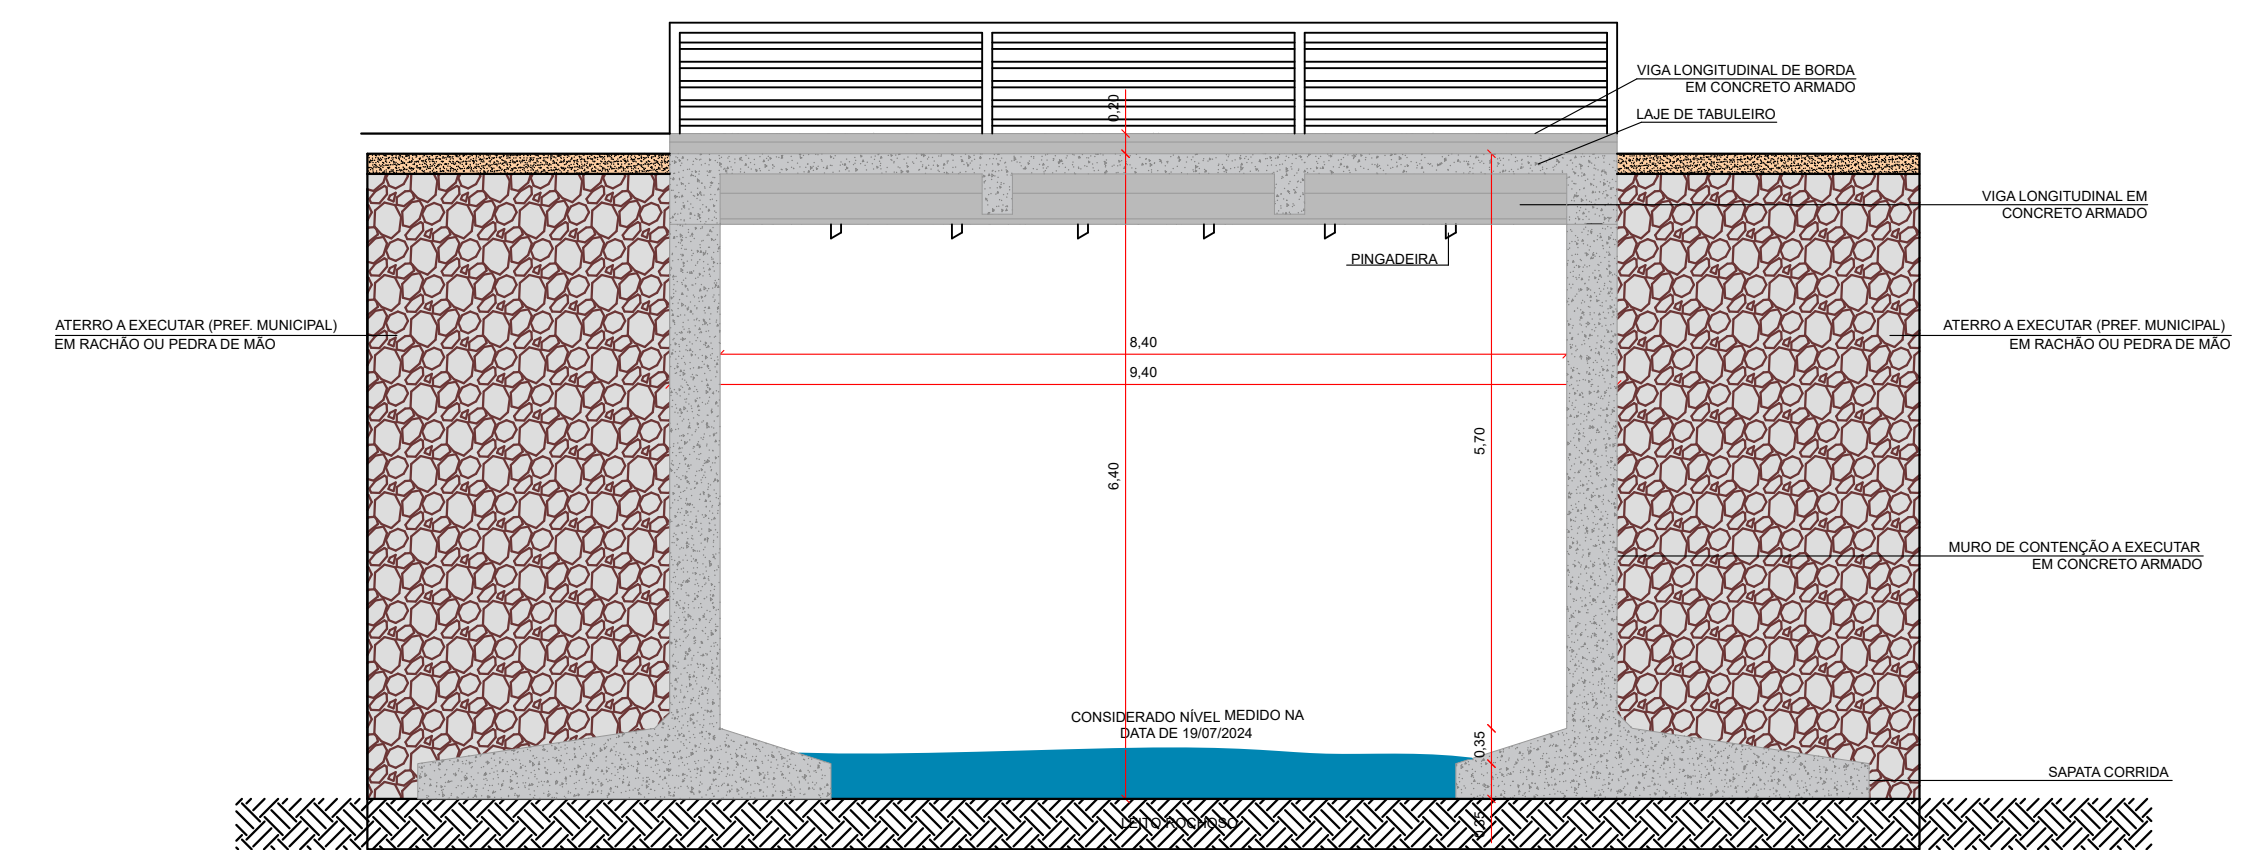 VIGA LONGITUDINAL DE BORDA
EM CONCRETO ARMADO
0,20
LAJE DE TABULEIRO
VIGA LONGITUDINAL EM
CONCRETO ARMADO
PINGADEIRA
ATERRO A EXECUTAR (PREF. MUNICIPAL)
EM RACHÃO OU PEDRA DE MÃO
8,40
9,40
ATERRO A EXECUTAR (PREF. MUNICIPAL)
EM RACHÃO OU PEDRA DE MÃO
5,70
6,40
MURO DE CONTENÇÃO A EXECUTAR
EM CONCRETO ARMADO
CONSIDERADO NÍVEL MEDIDO NA
DATA DE 19/07/2024
0,35
SAPATA CORRIDA
LEITO ROCHOSO
0,35